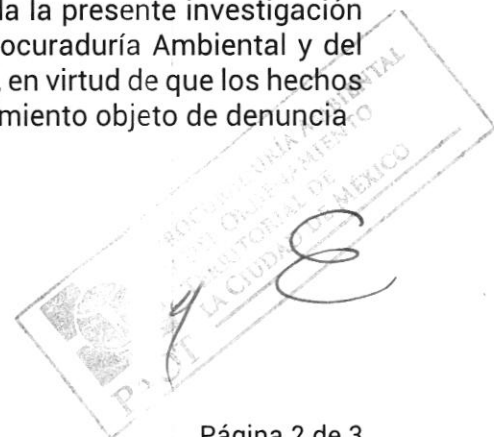 da la presente investigación
ocuraduría Ambiental y del
, en virtud de que los hechos
miento objeto de denuncia
PROCURADURÍA AMBIENTAL
Y DEL ORDENAMIENTO
TERRITORIAL DE
LA CIUDAD DE MÉXICO
Página 2 de 3